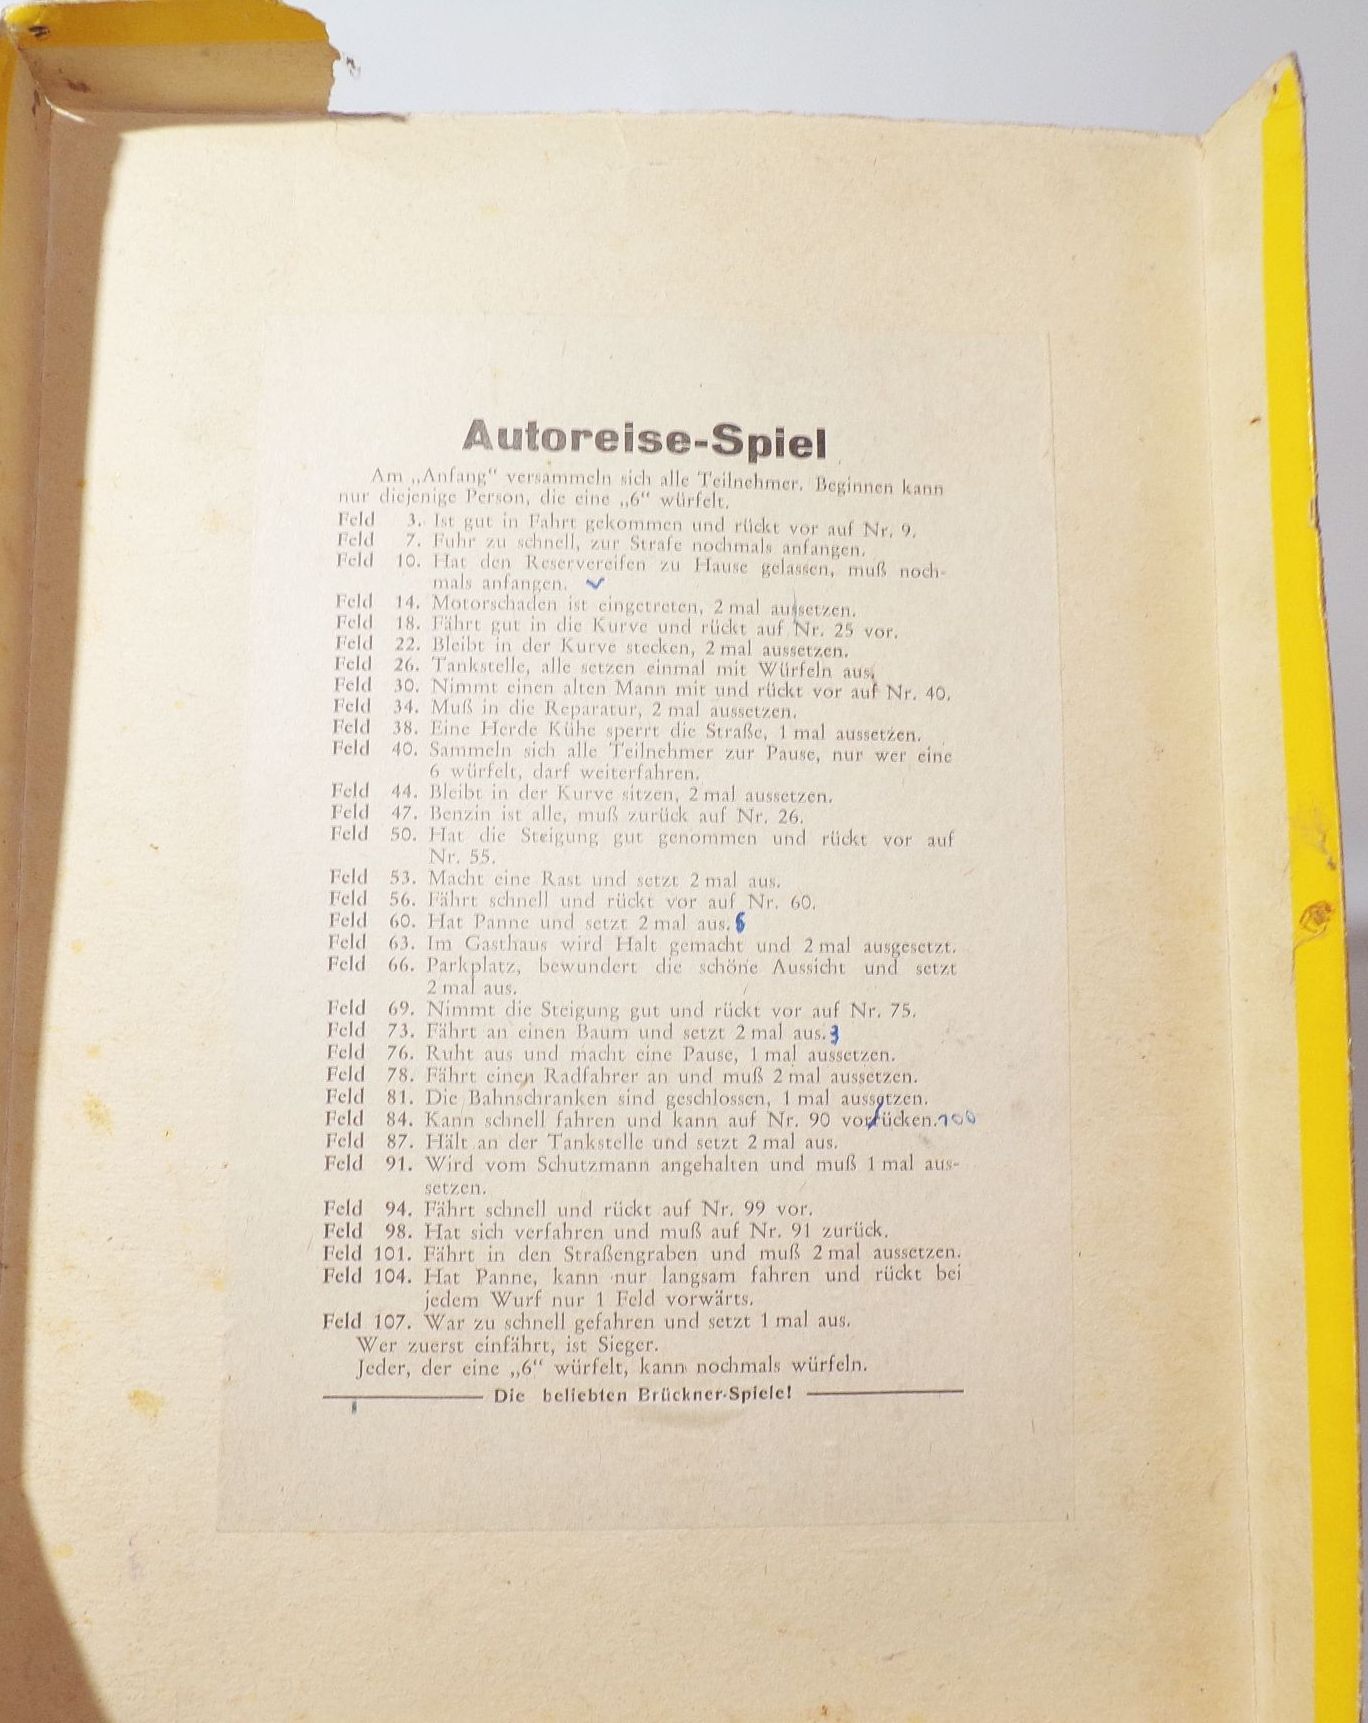 Autoreise-Spiel
Am „Anfang“ versammeln sich alle Teilnehmer. Beginnen kann
nur diejenige Person, die eine „6“ würfelt.
Feld 3. Ist gut in Fahrt gekommen und rückt vor auf Nr. 9.
Feld 7. Fuhr zu schnell, zur Strafe nochmals anfangen.
Feld 10. Hat den Reservereifen zu Hause gelassen, muß noch-
mals anfangen.
Feld 14. Motorschaden ist eingetreten, 2 mal aussetzen.
Feld 18. Fährt gut in die Kurve und rückt auf Nr. 25 vor.
Feld 22. Bleibt in der Kurve stecken, 2 mal aussetzen.
Feld 26. Tankstelle, alle setzen einmal mit Würfeln aus.
Feld 30. Nimmt einen alten Mann mit und rückt vor auf Nr. 40.
Feld 34. Muß in die Reparatur, 2 mal aussetzen.
Feld 38. Eine Herde Kühe sperrt die Straße, 1 mal aussetzen.
Feld 40. Sammeln sich alle Teilnehmer zur Pause, nur wer eine
6 würfelt, darf weiterfahren.
Feld 44. Bleibt in der Kurve sitzen, 2 mal aussetzen.
Feld 47. Benzin ist alle, muß zurück auf Nr. 26.
Feld 50. Hat die Steigung gut genommen und rückt vor auf
Nr. 55.
Feld 53. Macht eine Rast und setzt 2 mal aus.
Feld 56. Fährt schnell und rückt vor auf Nr. 60.
Feld 60. Hat Panne und setzt 2 mal aus.
Feld 63. Im Gasthaus wird Halt gemacht und 2 mal ausgesetzt.
Feld 66. Parkplatz, bewundert die schöne Aussicht und setzt
2 mal aus.
Feld 69. Nimmt die Steigung gut und rückt vor auf Nr. 75.
Feld 73. Fährt an einen Baum und setzt 2 mal aus. 3
Feld 76. Ruht aus und macht eine Pause, 1 mal aussetzen.
Feld 78. Fährt einen Radfahrer an und muß 2 mal aussetzen.
Feld 81. Die Bahnschranken sind geschlossen, 1 mal aussetzen.
Feld 84. Kann schnell fahren und kann auf Nr. 90 vorrücken. 100
Feld 87. Hält an der Tankstelle und setzt 2 mal aus.
Feld 91. Wird vom Schutzmann angehalten und muß 1 mal aus-
setzen.
Feld 94. Fährt schnell und rückt auf Nr. 99 vor.
Feld 98. Hat sich verfahren und muß auf Nr. 91 zurück.
Feld 101. Fährt in den Straßengraben und muß 2 mal aussetzen.
Feld 104. Hat Panne, kann nur langsam fahren und rückt bei
jedem Wurf nur 1 Feld vorwärts.
Feld 107. War zu schnell gefahren und setzt 1 mal aus.
Wer zuerst einfährt, ist Sieger.
Jeder, der eine „6“ würfelt, kann nochmals würfeln.
Die beliebten Brückner-Spiele!